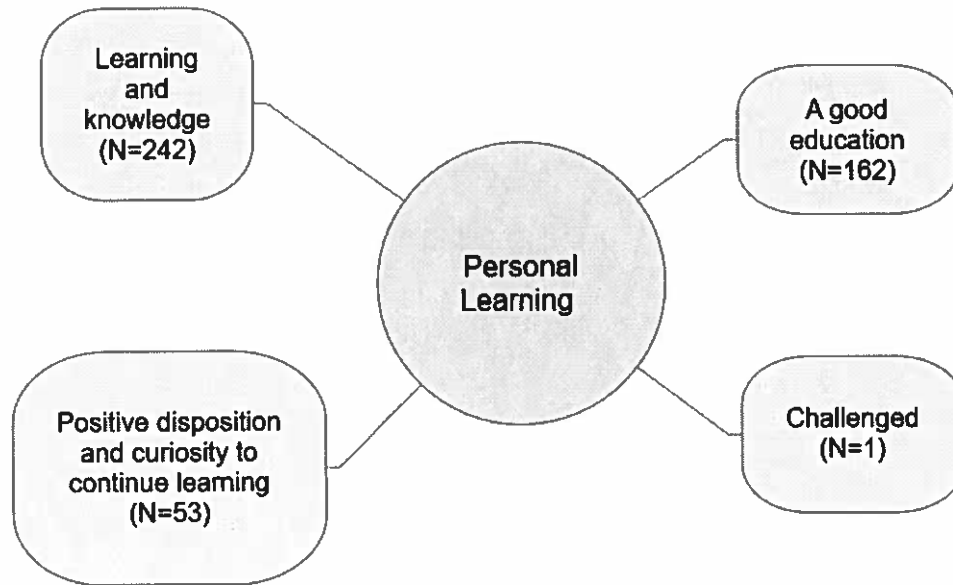 Learning
and
knowledge
(N=242)
A good
education
(N=162)
Personal
Learning
Positive disposition
and curiosity to
continue learning
(N=53)
Challenged
(N=1)